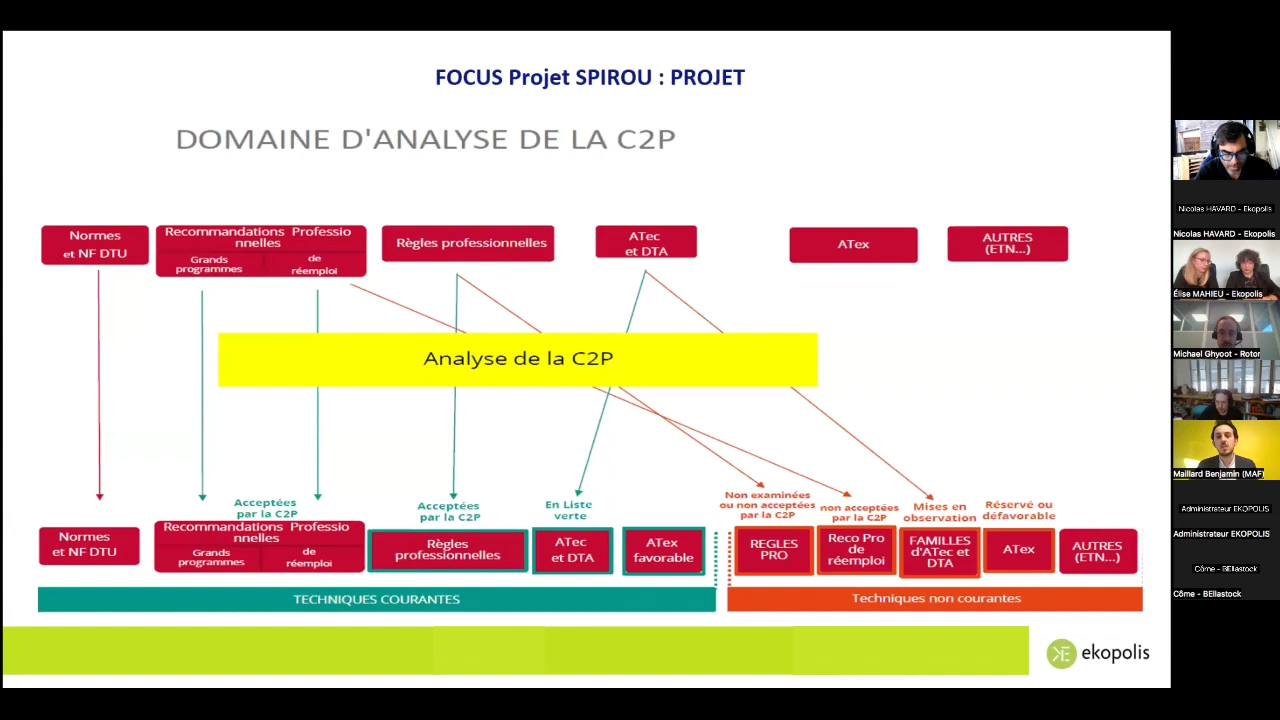 FOCUS Projet SPIROU : PROJET
DOMAINE D'ANALYSE DE LA C2P
Normes
et NF DTU
Recommandations Professio
nnelles
Grands
programmes
de
réemploi
Règles professionnelles
ATec
et DTA
ATex
AUTRES
(ETN...)
Analyse de la C2P
Acceptées
par la C2P
Acceptées
par la C2P
En Liste
verte
Non examinées
ou non acceptées
par la C2P
non acceptées
par la C2P
Mises en
observation
Réservé ou
défavorable
Normes
et NF DTU
Recommandations Professio
nnelles
Grands
programmes
de
réemploi
Règles
professionnelles
ATec
et DTA
ATex
favorable
REGLES
PRO
Reco Pro
de
réemploi
FAMILLES
d'ATec et
DTA
ATex
AUTRES
(ETN...)
TECHNIQUES COURANTES
Techniques non courantes
ekopolis
Nicolas HAVARD - Ekopolis
Nicolas HAVARD - Ekopolis
Élise MAHIEU - Ekopolis
Michael Ghyoot - Rotor
Maillard Benjamin (MAF)
Administrateur EKOPOLIS
Administrateur EKOPOLIS
Côme - BEllastock
Côme - BEllastock